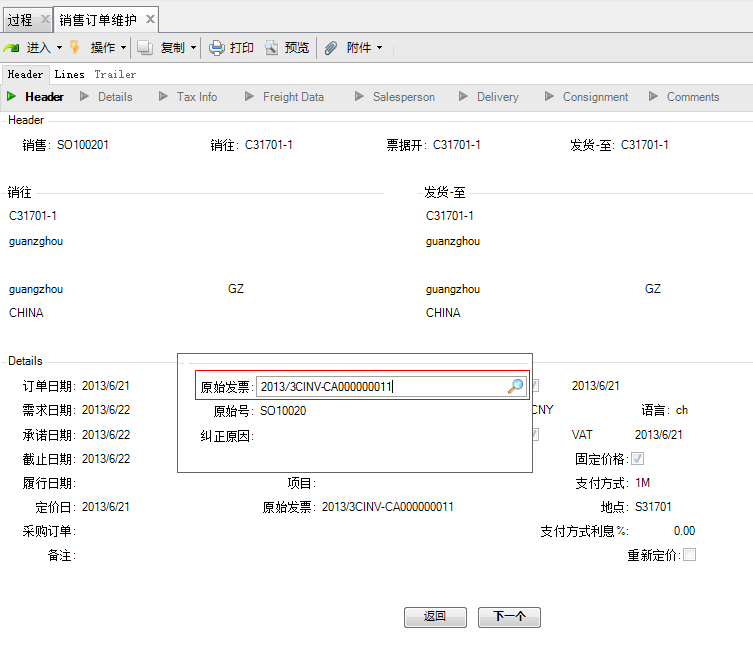 过程 销售订单维护
进入 操作 复制 打印 预览 附件
Header Lines Trailer
Header Details Tax Info Freight Data Salesperson Delivery Consignment Comments
Header
销售: SO100201 销往: C31701-1 票据开: C31701-1 发货-至: C31701-1
销往 发货-至
C31701-1 C31701-1
guanzghou guanzghou
guangzhou GZ guangzhou GZ
CHINA CHINA
Details
订单日期: 2013/6/21 原始发票: 2013/3CINV-CA000000011 2013/6/21
需求日期: 2013/6/22 原始号: SO10020 CNY 语言: ch
承诺日期: 2013/6/22 纠正原因: VAT 2013/6/21
截止日期: 2013/6/22 固定价格:
履行日期: 项目: 支付方式: 1M
定价日: 2013/6/21 原始发票: 2013/3CINV-CA000000011 地点: S31701
采购订单: 支付方式利息%: 0.00
备注: 重新定价:
返回 下一个